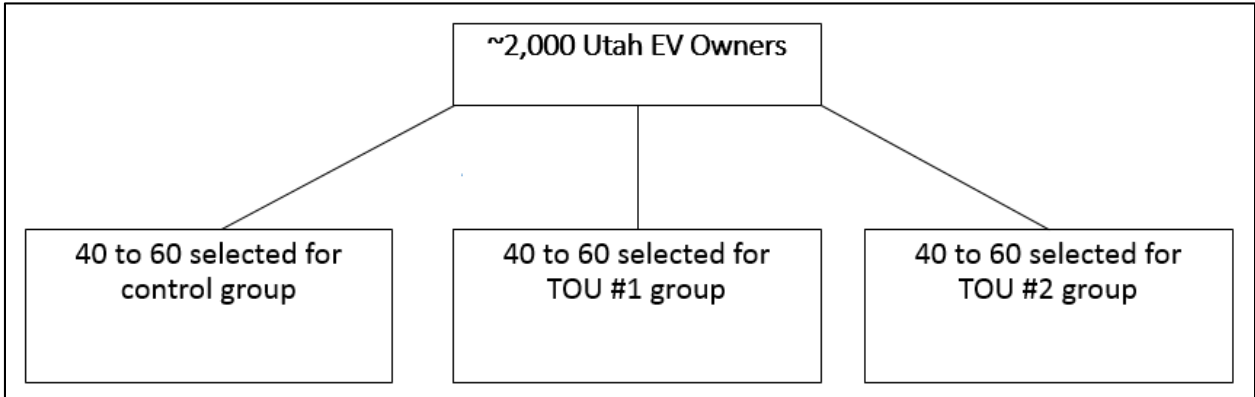 ~2,000 Utah EV Owners
40 to 60 selected for
control group
40 to 60 selected for
TOU #1 group
40 to 60 selected for
TOU #2 group